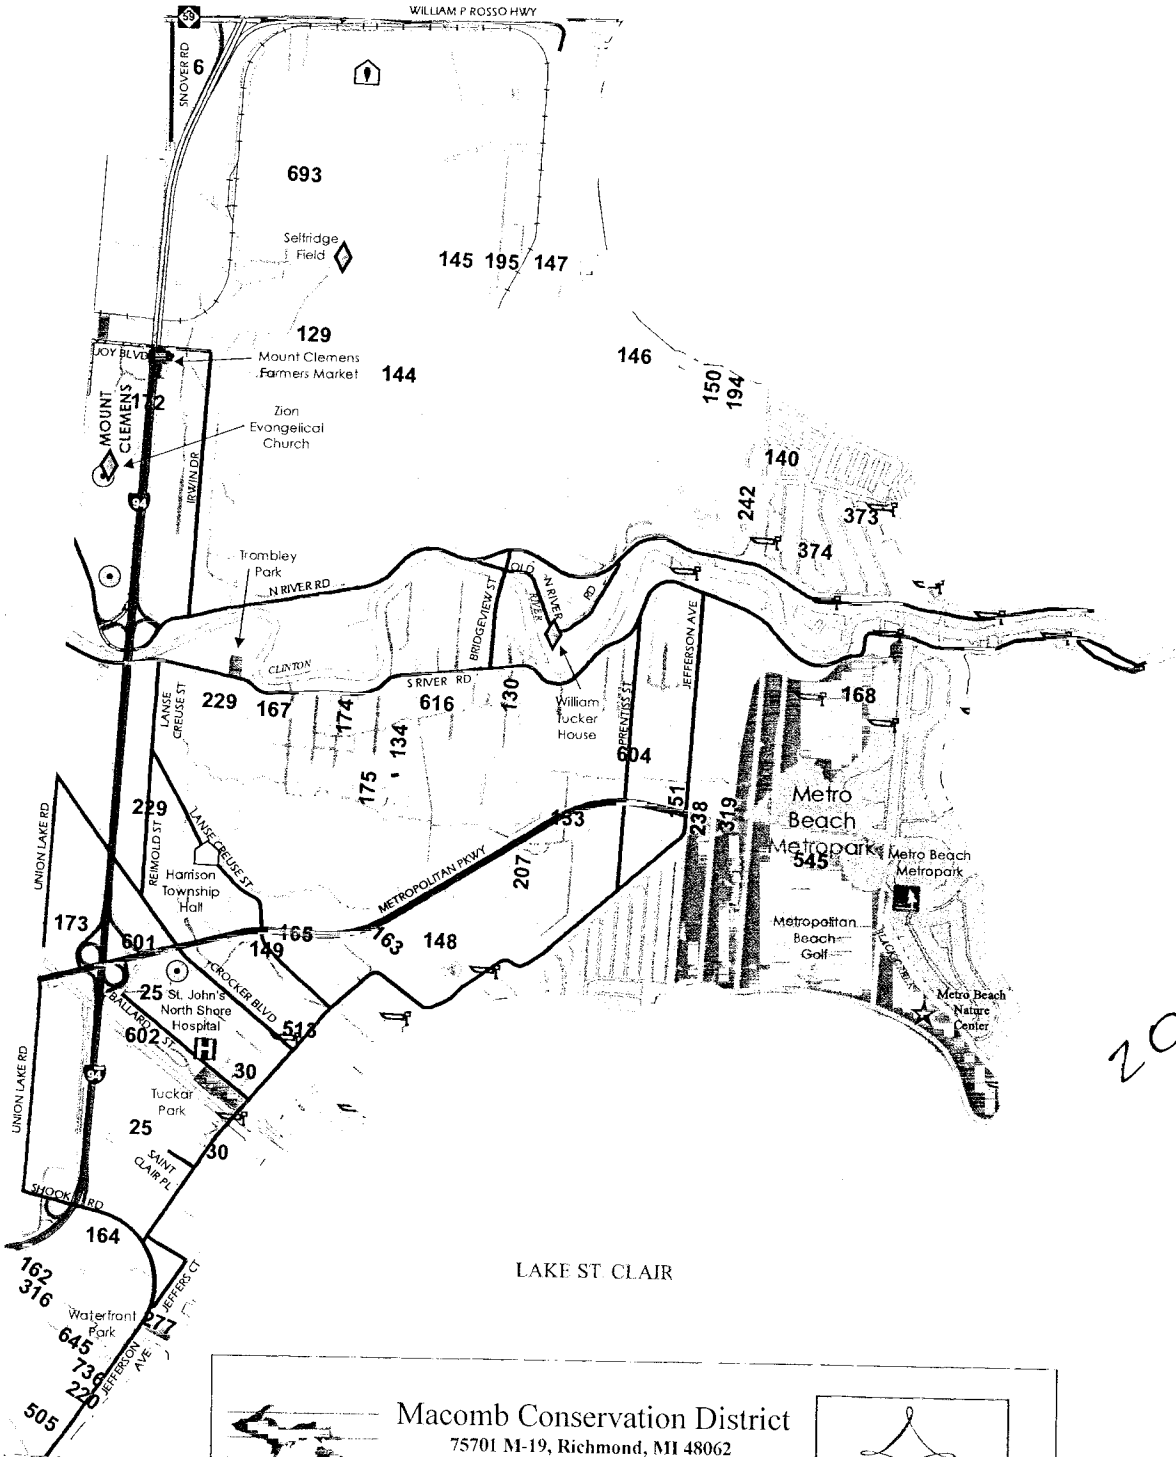 WILLIAM P ROSSO HWY
59
SNOVER RD
6
693
Selfridge
Field
145 195 147
129
JOY BLVD
Mount Clemens
Farmers Market
144
146
150
194
172
MOUNT
CLEMENS
Zion
Evangelical
Church
IRWIN DR
94
140
242
373
374
Trombley
Park
N RIVER RD
BRIDGEVIEW ST
OLD
N RIVER
RD
RIVER
CLINTON
S RIVER RD
JEFFERSON AVE
PRENTISS ST
LANSE
CREUSE ST
229
167
174
616
130
134
175
William
Tucker
House
604
168
UNION LAKE RD
229
REIMOLD ST
LANSE CREUSE ST
Harrison
Township
Hall
METROPOLITAN PKWY
133
207
151
238
319
Metro
Beach
Metropark
545
Metro Beach
Metropark
173
601
165
149
163
148
Metropolitan
Beach
Golf
CROCKER BLVD
25
St. John's
North Shore
Hospital
H
BALLARD ST
602
513
30
Metro Beach
Nature
Center
20
UNION LAKE RD
94
Tuckar
Park
25
30
SAINT
CLAIR PL
SHOOK RD
164
162
316
JEFFERS CT
LAKE ST. CLAIR
Waterfront
Park
277
645
736
220
JEFFERSON
AVE
505
Macomb Conservation District
75701 M-19, Richmond, MI 48062